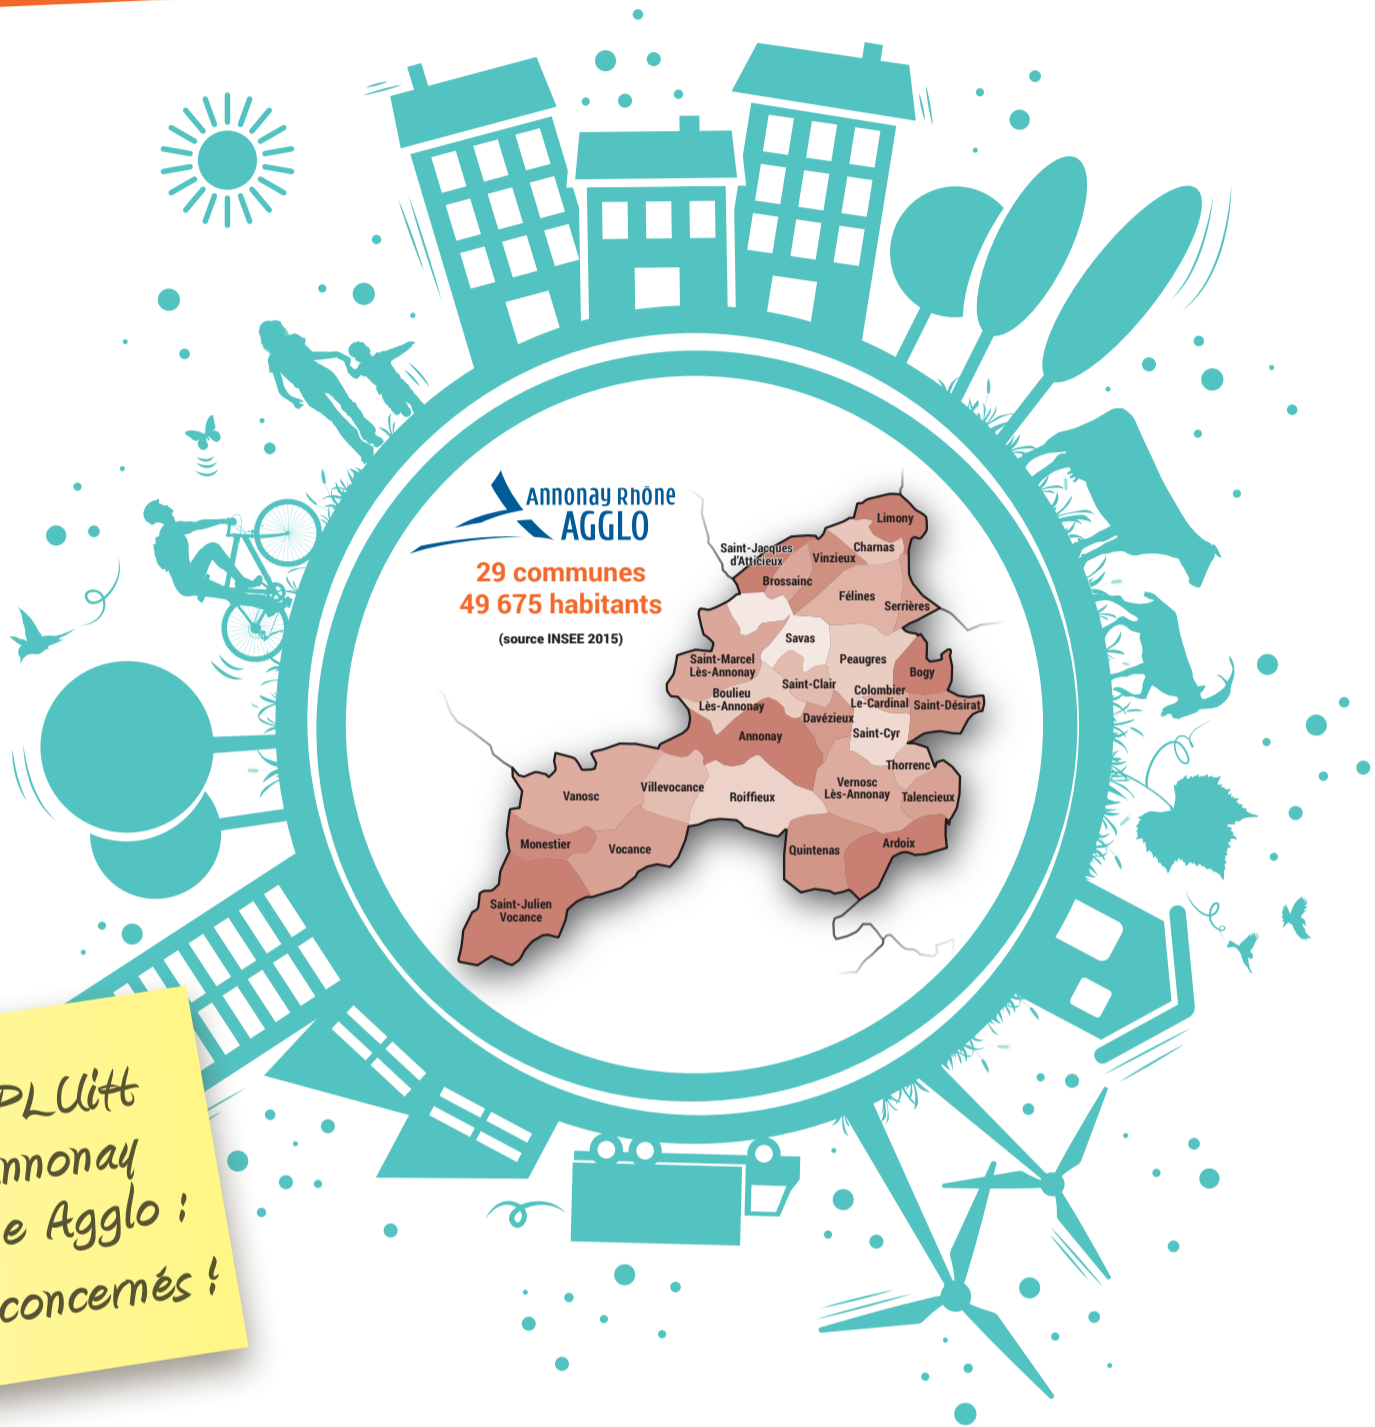 Annonay Rhône
AGGLO
29 communes
49 675 habitants
(source INSEE 2015)
Limony
Saint-Jacques
d'Atticieux
Vinzieux
Charnas
Brossainc
Félines
Serrières
Savas
Saint-Marcel
Lès-Annonay
Peaugres
Bogy
Saint-Clair
Boulieu
Lès-Annonay
Colombier
Le-Cardinal
Saint-Désirat
Davézieux
Annonay
Saint-Cyr
Thorrenc
Vernosc
Lès-Annonay
Talencieux
Vanosc
Villevocance
Roiffieux
Monestier
Vocance
Quintenas
Ardoix
Saint-Julien
Vocance
PLUiH
nnonay
e Agglo :
concernés !